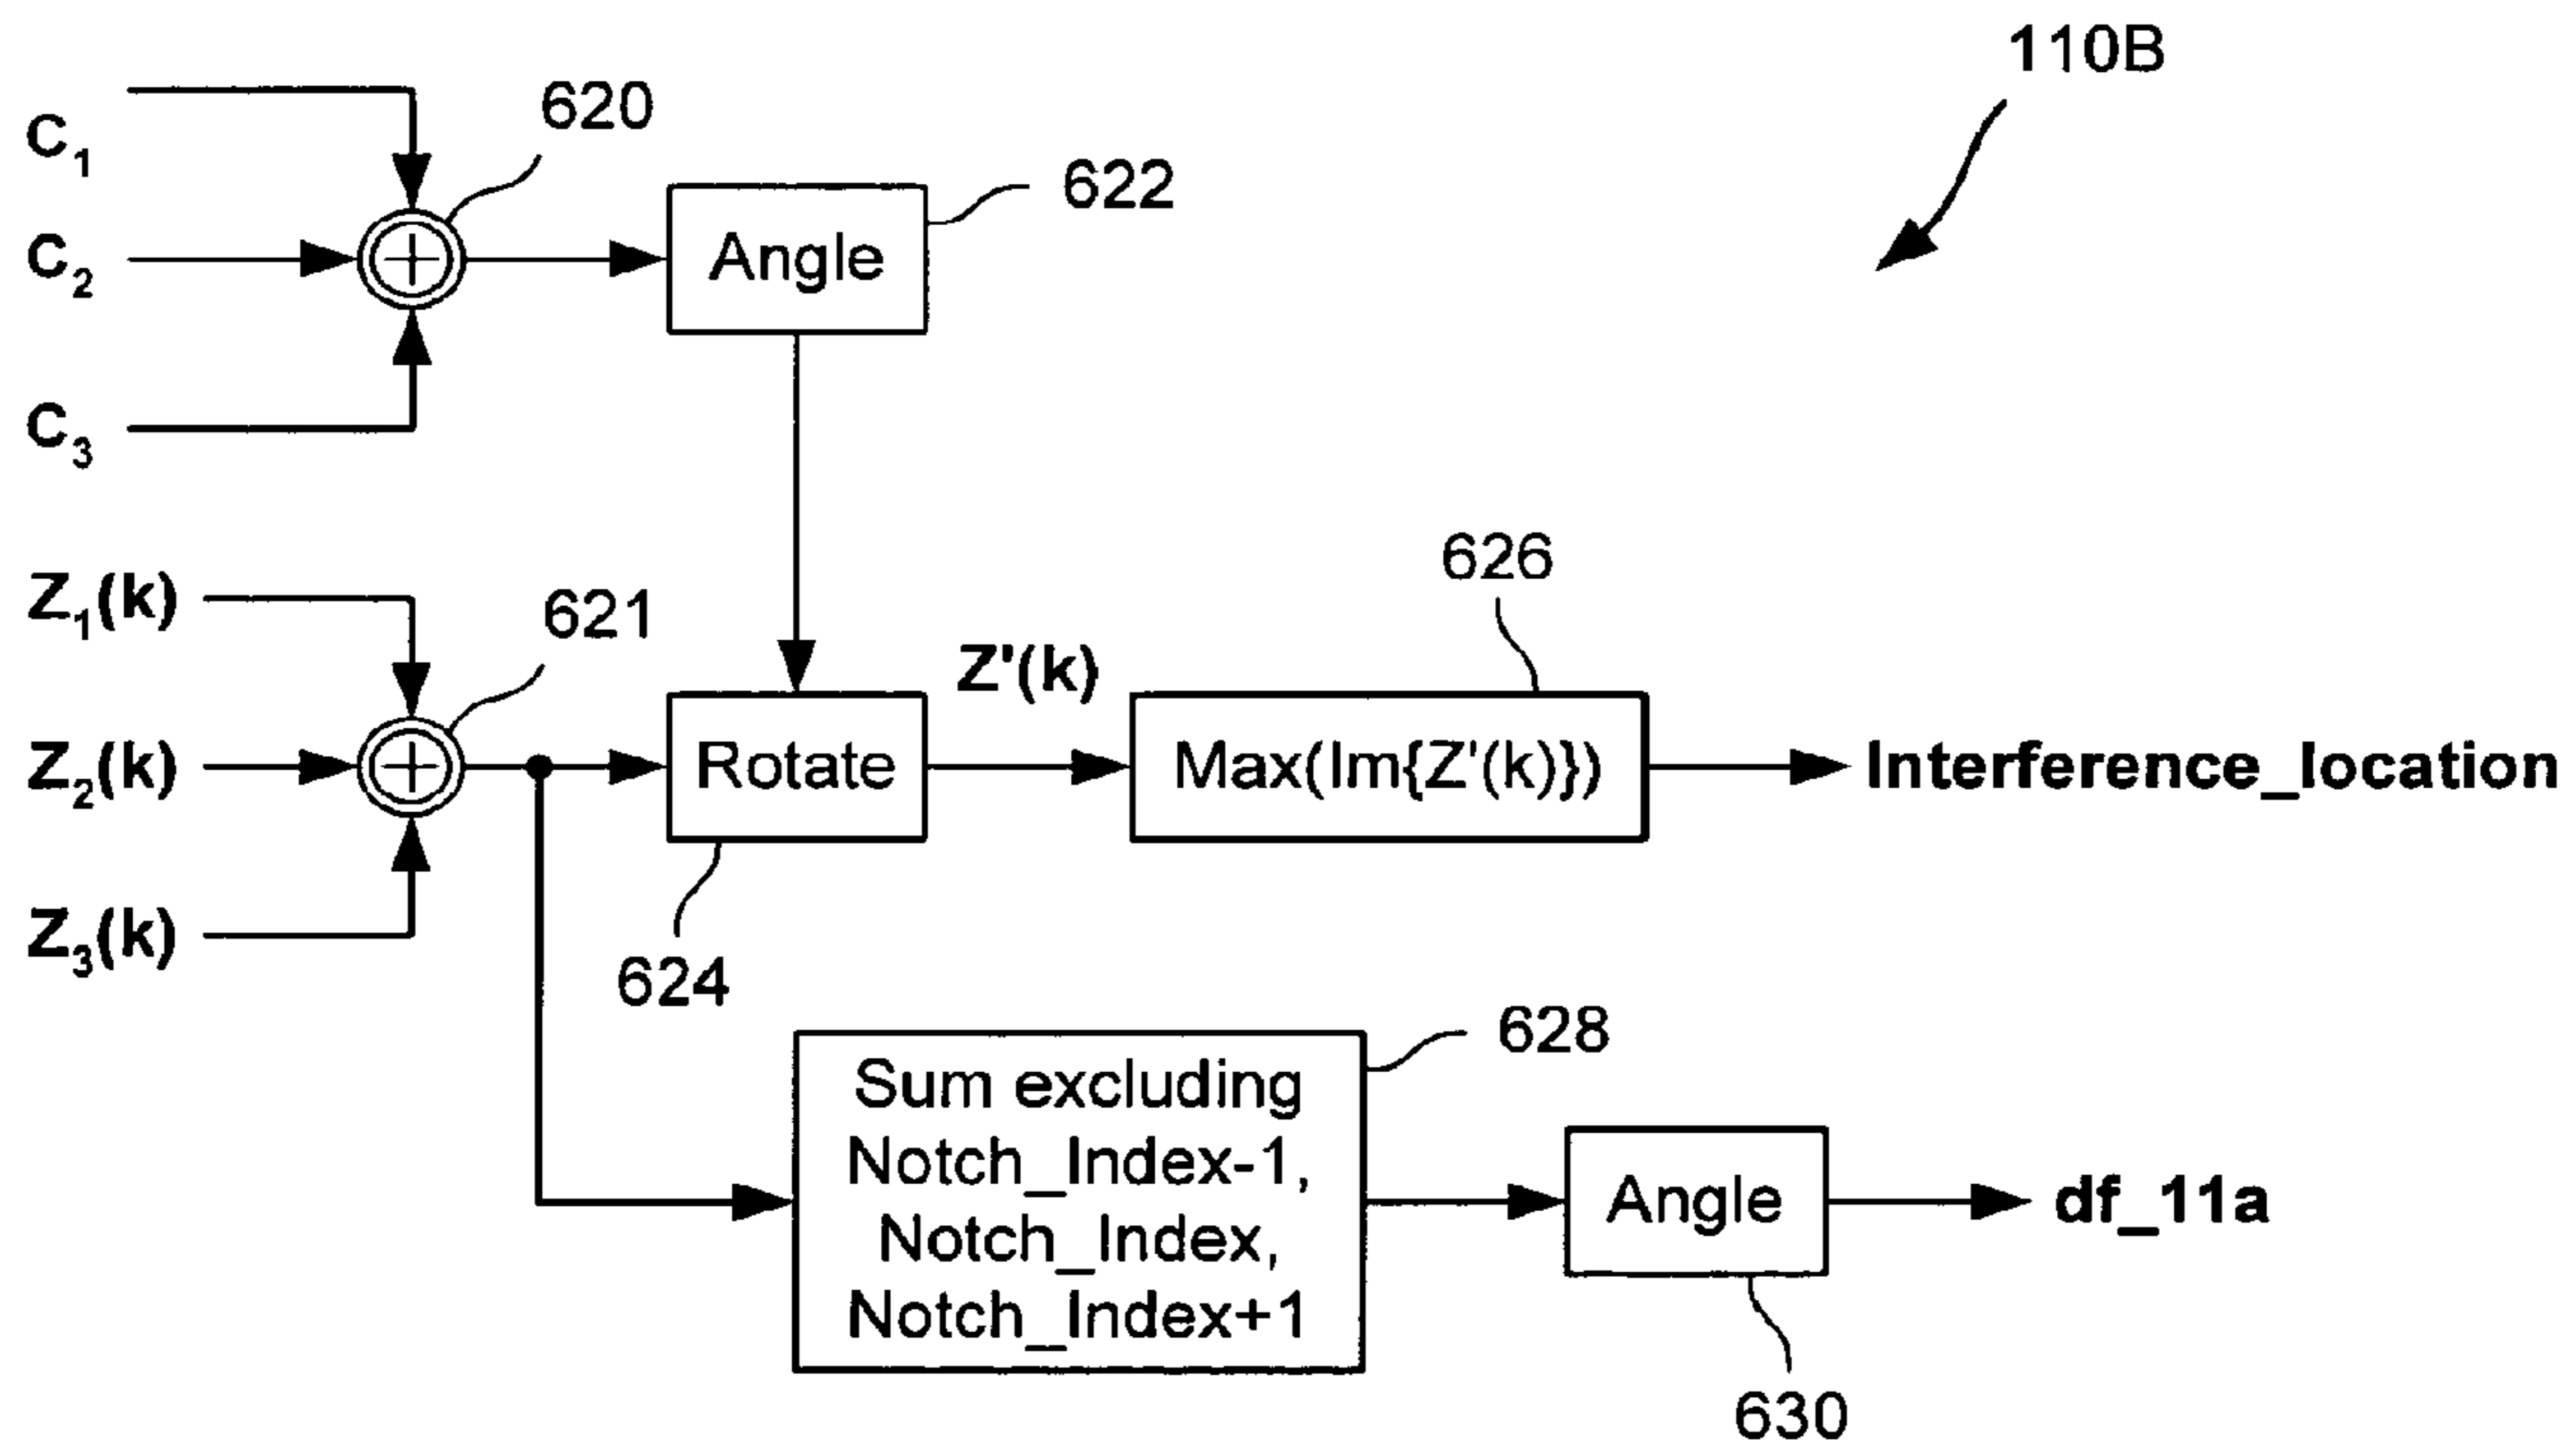 110B
C1
620
622
C2
Angle
C3
626
Z1(k)
621
Z'(k)
Z2(k)
Rotate
Max(Im{Z'(k)})
Interference_location
Z3(k)
624
628
Sum excluding
Notch_Index-1,
Notch_Index,
Notch_Index+1
Angle
df_11a
630